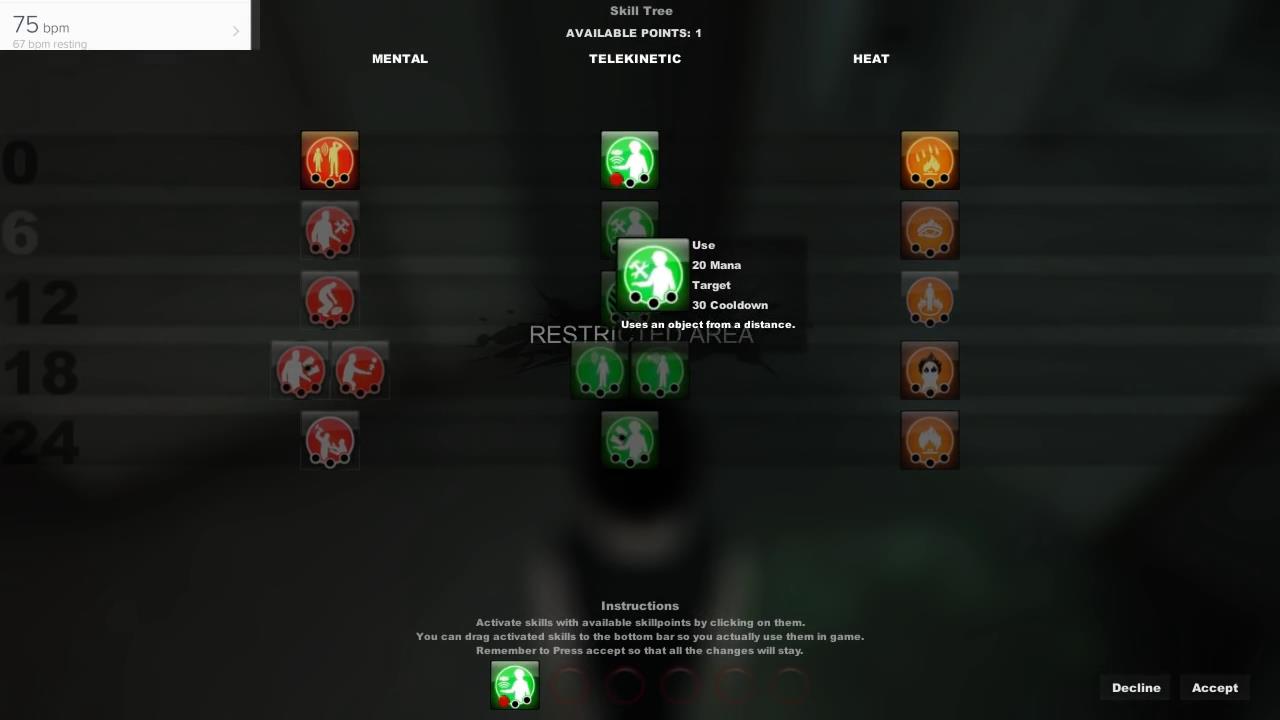 75 bpm
67 bpm resting
Skill Tree
AVAILABLE POINTS: 1
MENTAL
TELEKINETIC
HEAT
0
6
12
18
24
Use
20 Mana
Target
30 Cooldown
Uses an object from a distance.
RESTRICTED AREA
Instructions
Activate skills with available skillpoints by clicking on them.
You can drag activated skills to the bottom bar so you actually use them in game.
Remember to Press accept so that all the changes will stay.
Decline
Accept